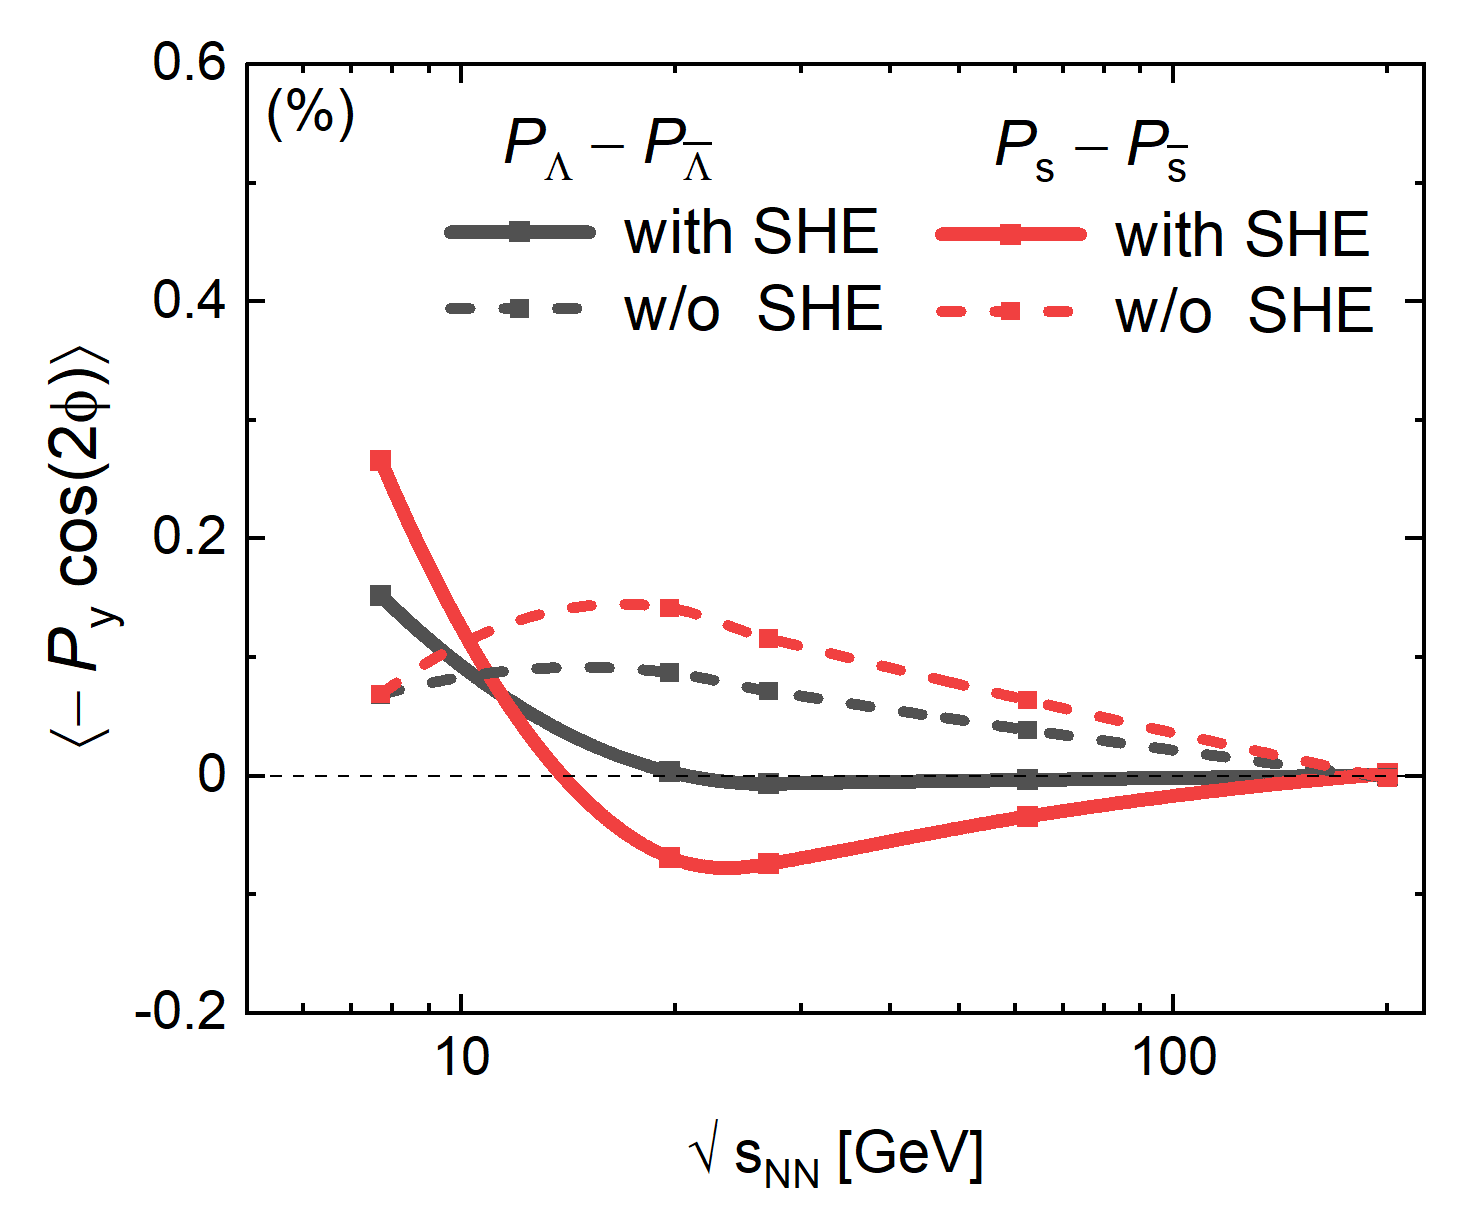 0.6
(%)
P_Λ – P_Λ̅  P_s – P_s̅
with SHE  with SHE
w/o SHE  w/o SHE
0.4
0.2
0
-0.2
⟨– P_y cos(2ϕ)⟩
10  100
√ s_NN [GeV]